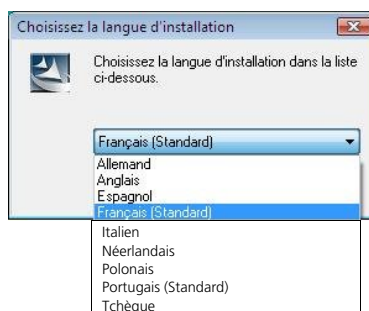 Choisissez la langue d'installation
Choisissez la langue d'installation dans la liste
ci-dessous.
Français (Standard)
Allemand
Anglais
Espagnol
Français (Standard)
Italien
Néerlandais
Polonais
Portugais (Standard)
Tchèque